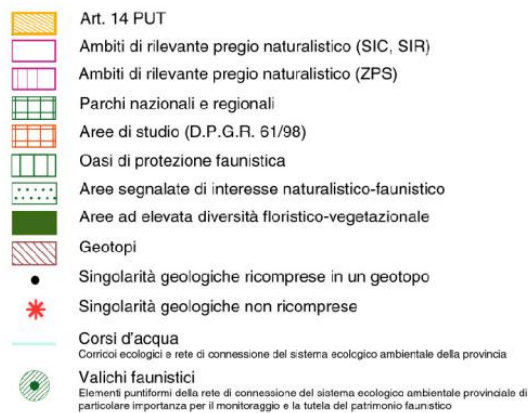 Art. 14 PUT
Ambiti di rilevante pregio naturalistico (SIC, SIR)
Ambiti di rilevante pregio naturalistico (ZPS)
Parchi nazionali e regionali
Aree di studio (D.P.G.R. 61/98)
Oasi di protezione faunistica
Aree segnalate di interesse naturalistico-faunistico
Aree ad elevata diversità floristico-vegetazionale
Geotopi
Singolarità geologiche ricomprese in un geotopo
Singolarità geologiche non ricomprese
Corsi d'acqua
Corricoi ecologici e rete di connessione del sistema ecologico ambientale della provincia
Valichi faunistici
Elementi puntiformi della rete di connessione del sistema ecologico ambientale provinciale di
particolare importanza per il monitoraggio e la tutela del patrimonio faunistico